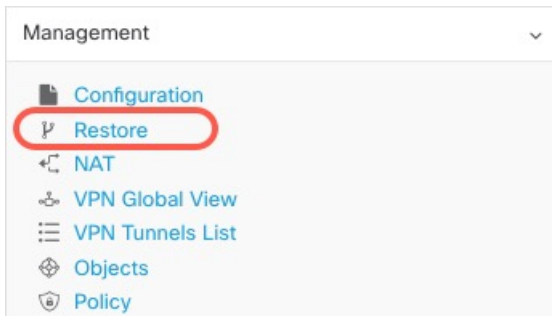 Management
Configuration
Restore
NAT
VPN Global View
VPN Tunnels List
Objects
Policy